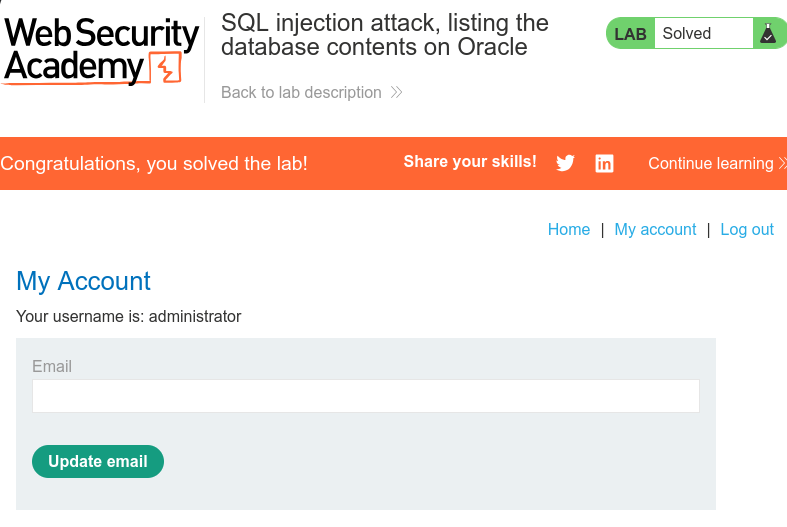 Web Security
Academy
SQL injection attack, listing the
database contents on Oracle
LAB Solved
Back to lab description
Congratulations, you solved the lab!
Share your skills!
Continue learning
Home | My account | Log out
My Account
Your username is: administrator
Email
Update email